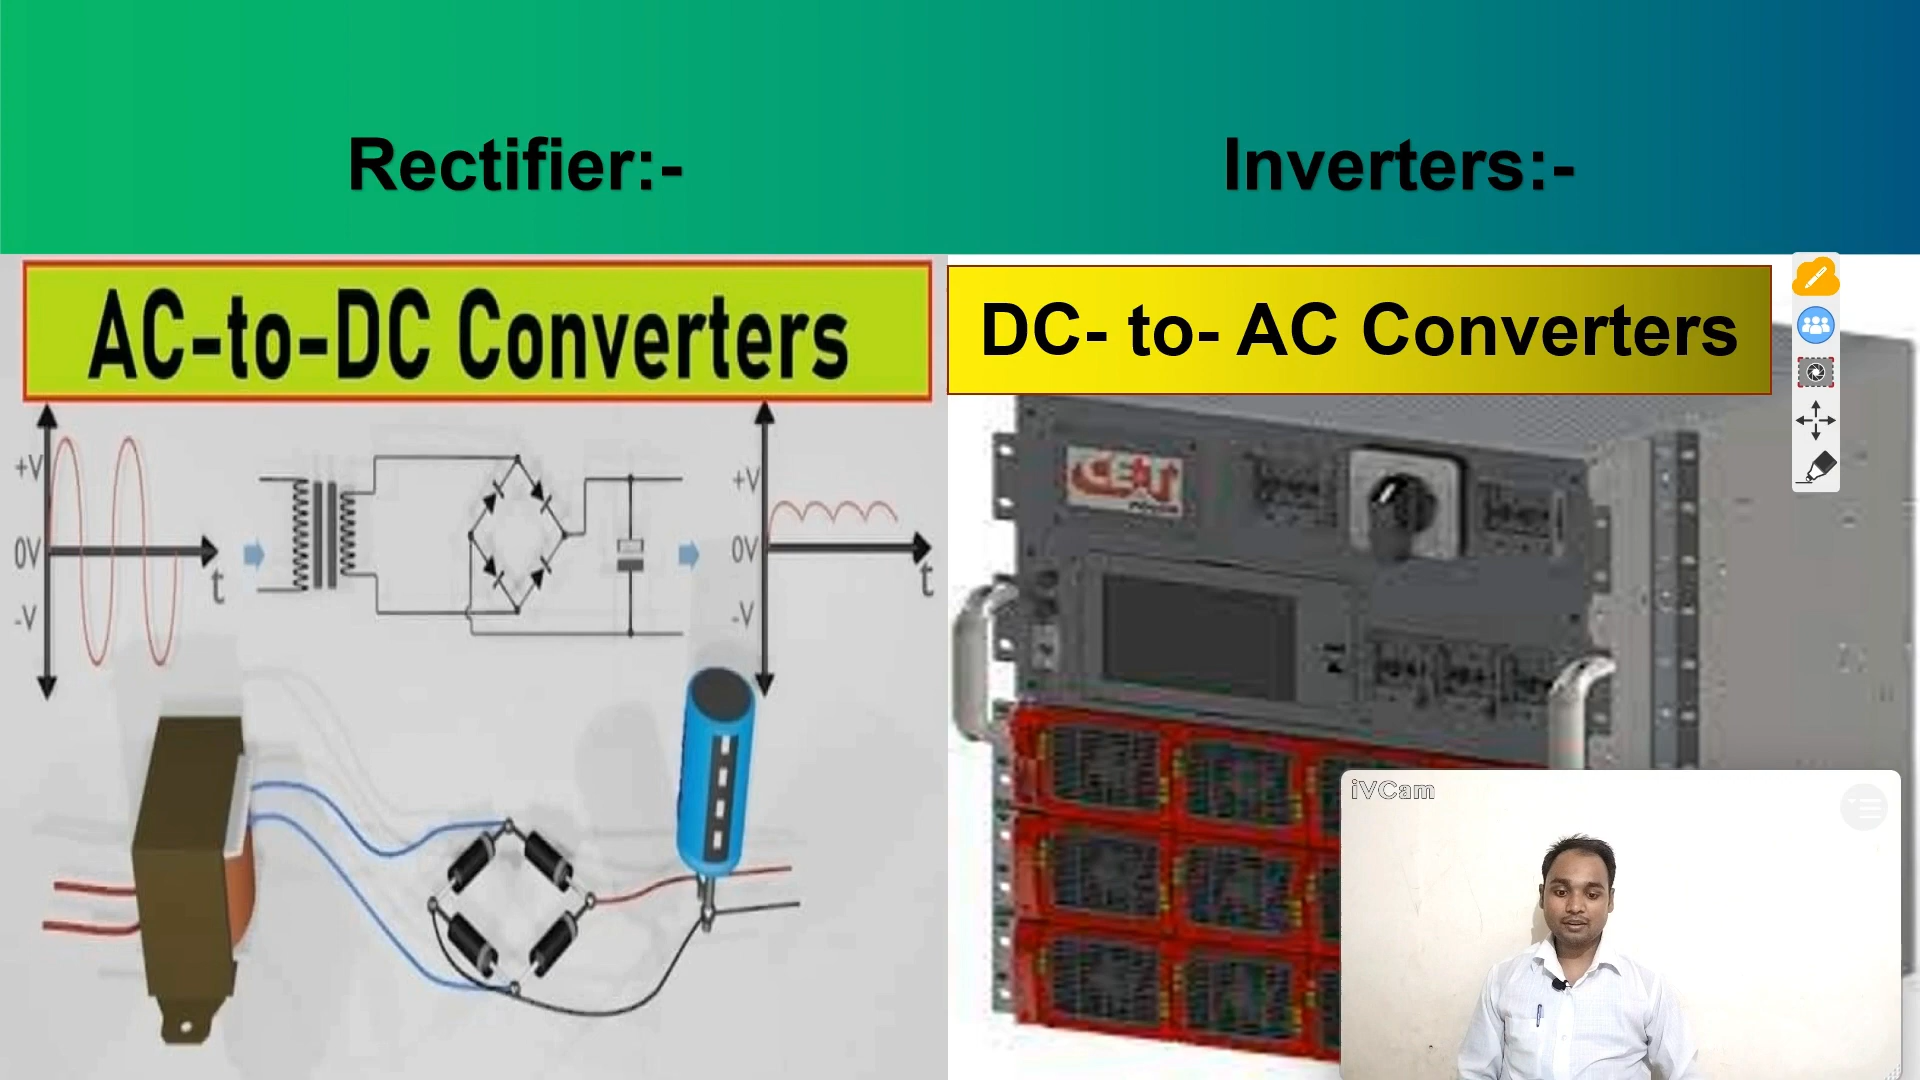 Rectifier:-
Inverters:-
AC-to-DC Converters
DC- to- AC Converters
+V
0V
-V
t
+V
0V
-V
t
iVCam